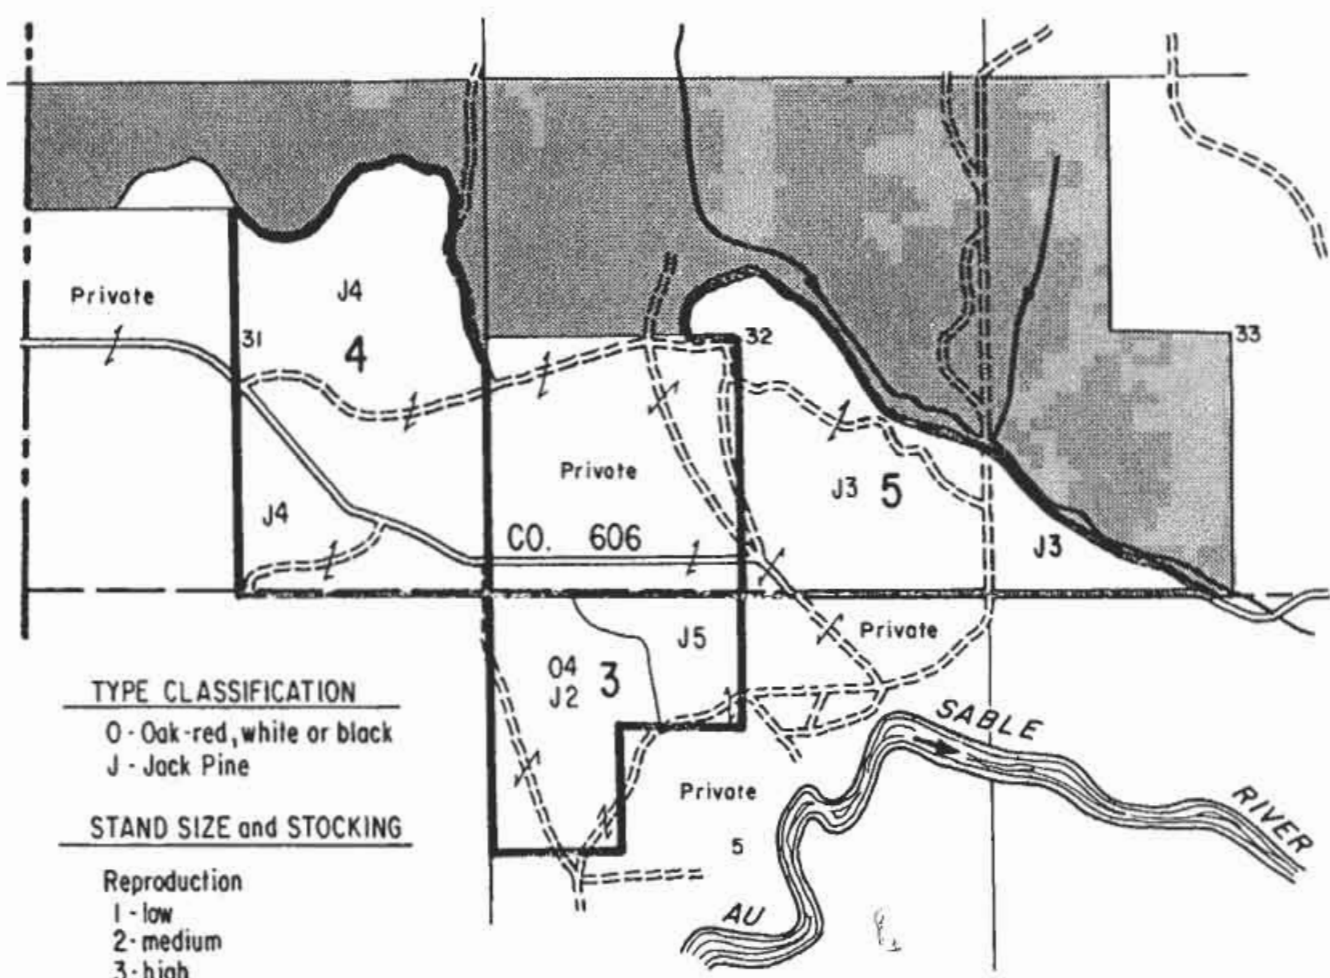 Private
J4
31
4
32
33
Private
J3 5
J4
CO. 606
J3
J5
Private
04
J2 3
TYPE CLASSIFICATION
O - Oak-red, white or black
J - Jack Pine
SABLE
Private
STAND SIZE and STOCKING
5
RIVER
Reproduction
1 - low
AU
2 - medium
3 - high